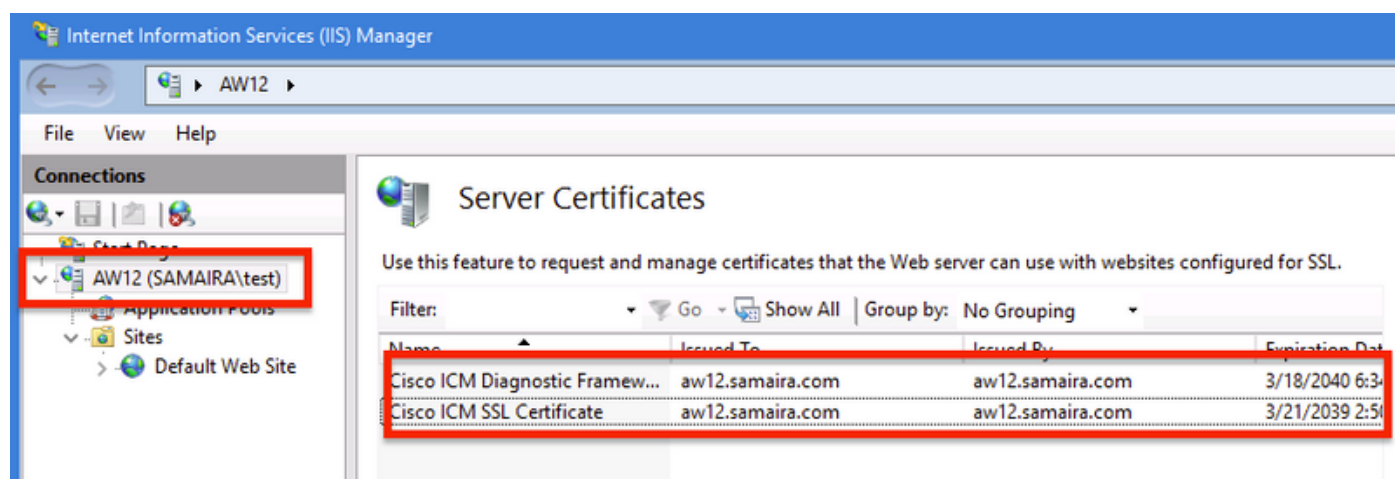 Internet Information Services (IIS) Manager
AW12
File View Help
Connections
Start Page
AW12 (SAMAIRA\test)
Application Pools
Sites
Default Web Site
Server Certificates
Use this feature to request and manage certificates that the Web server can use with websites configured for SSL.
Filter: Go Show All Group by: No Grouping
Name Issued To Issued By Expiration Dat
Cisco ICM Diagnostic Framew... aw12.samaira.com aw12.samaira.com 3/18/2040 6:34
Cisco ICM SSL Certificate aw12.samaira.com aw12.samaira.com 3/21/2039 2:50